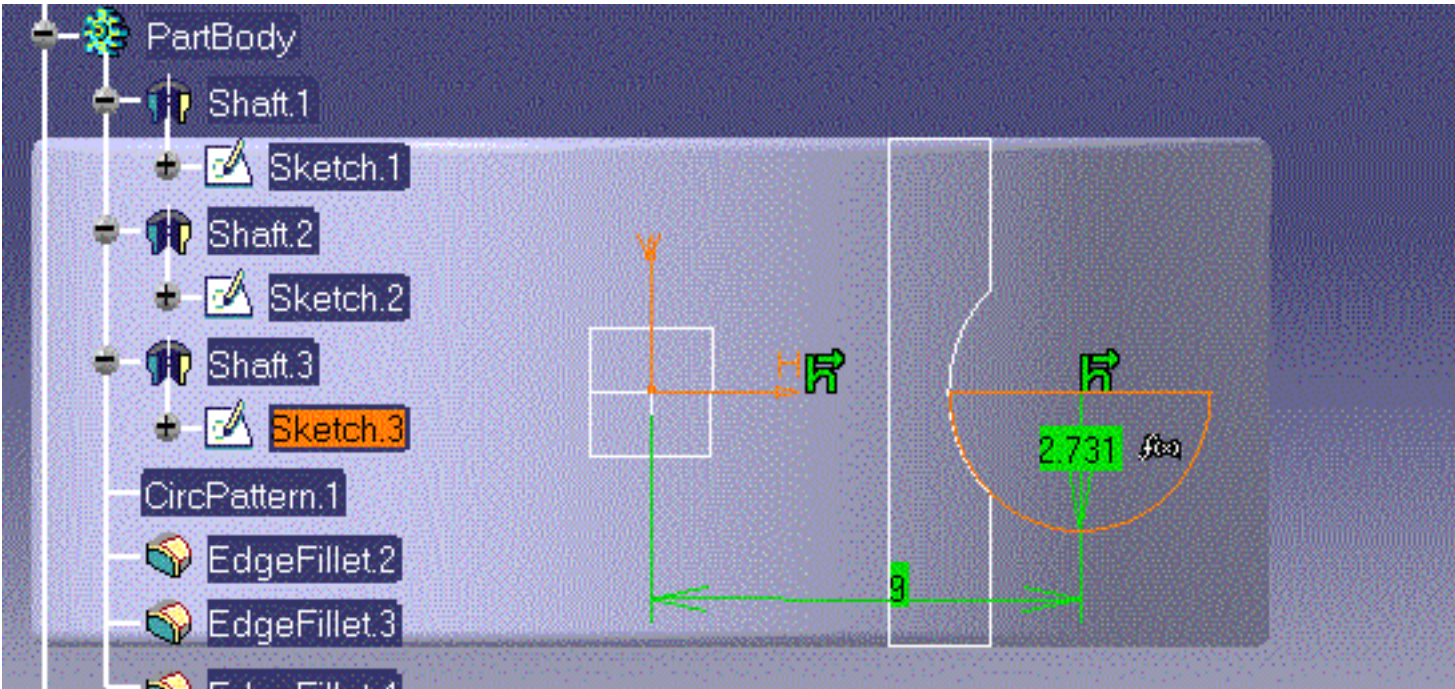 PartBody
Shaft.1
Sketch.1
Shaft.2
Sketch.2
Shaft.3
H
Sketch.3
2.731 f(x)
CircPattern.1
EdgeFillet.2
9
EdgeFillet.3